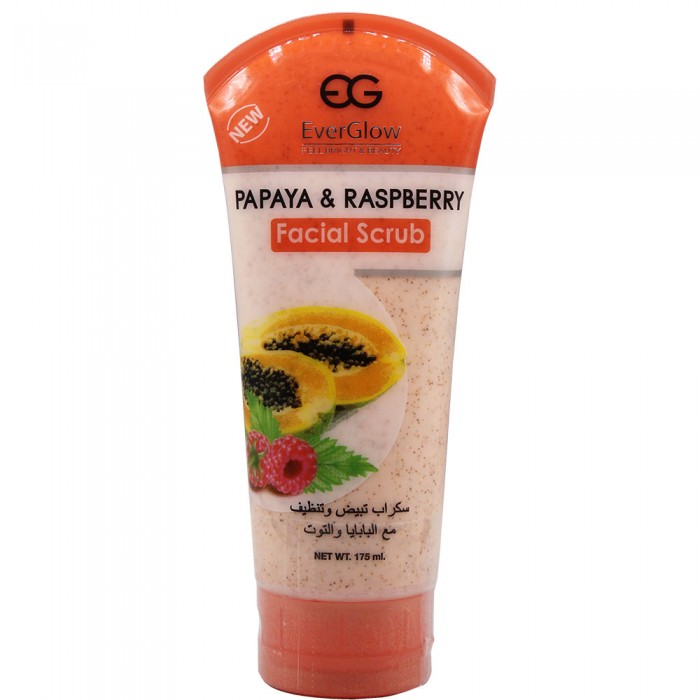 EG
EverGlow
NEW
PAPAYA & RASPBERRY
Facial Scrub
سكراب تبيض وتنظيف
مع البابايا والتوت
NET WT. 175 ml.